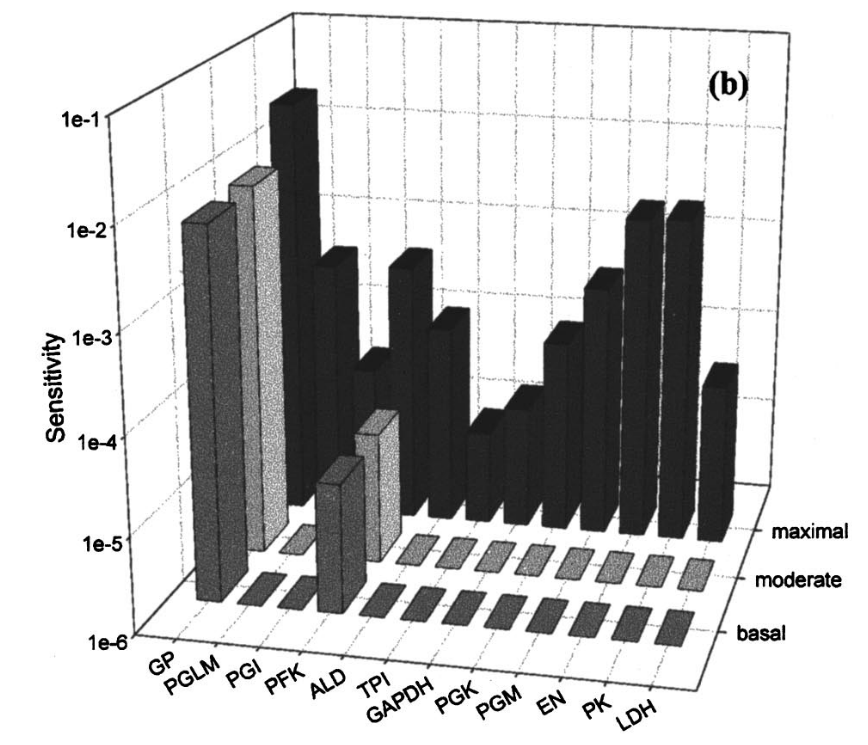 (b)
1e-1
1e-2
1e-3
1e-4
1e-5
1e-6
Sensitivity
GP
PGLM
PGI
PFK
ALD
TPI
GAPDH
PGK
PGM
EN
PK
LDH
maximal
moderate
basal